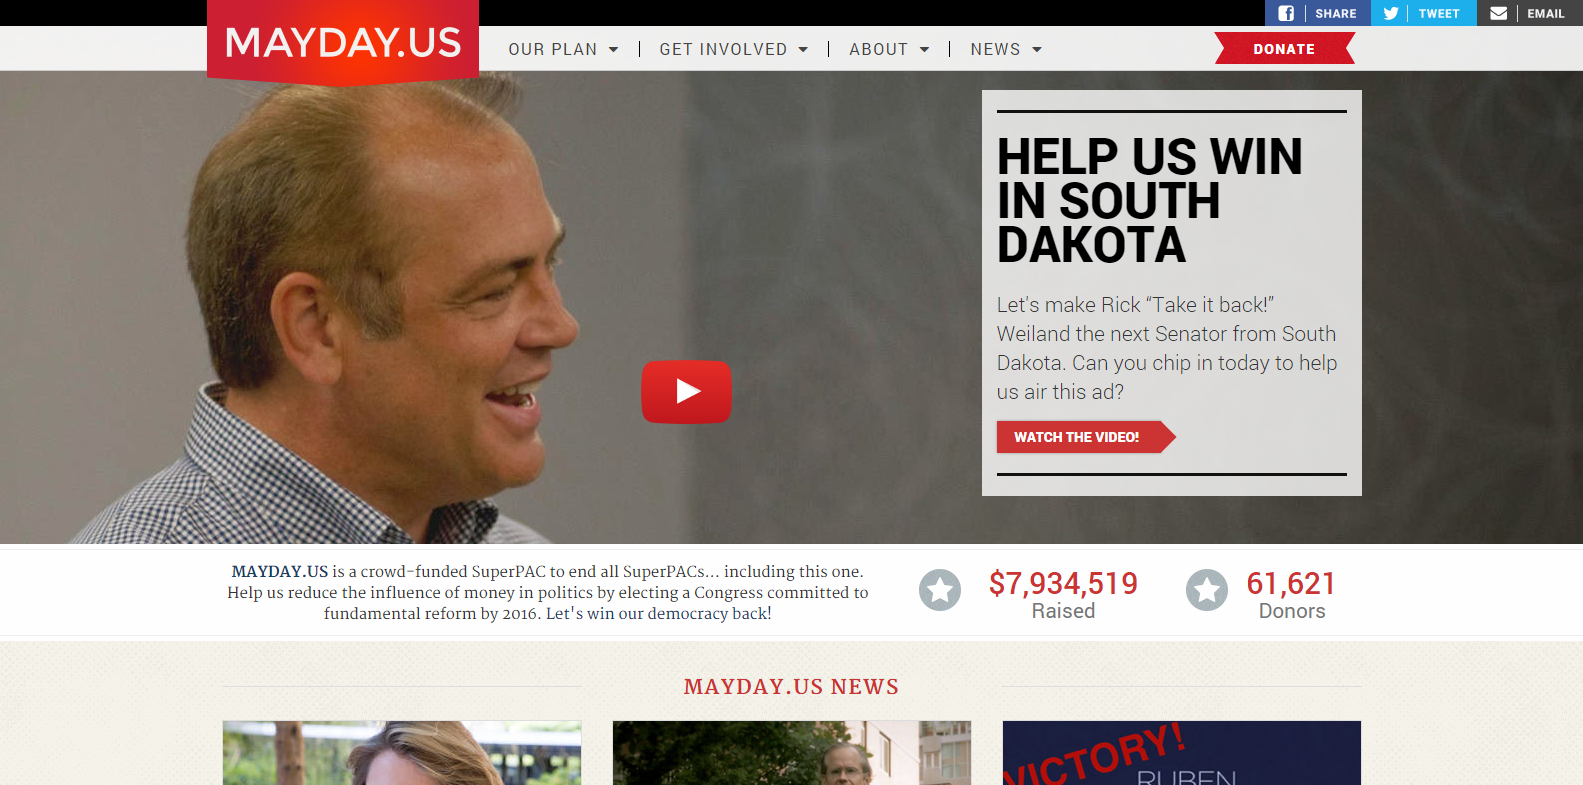 MAYDAY.US
SHARE
TWEET
EMAIL
OUR PLAN
GET INVOLVED
ABOUT
NEWS
DONATE
HELP US WIN
IN SOUTH
DAKOTA
Let's make Rick “Take it back!”
Weiland the next Senator from South
Dakota. Can you chip in today to help
us air this ad?
WATCH THE VIDEO!
MAYDAY.US is a crowd-funded SuperPAC to end all SuperPACs... including this one.
Help us reduce the influence of money in politics by electing a Congress committed to
fundamental reform by 2016. Let's win our democracy back!
$7,934,519
Raised
61,621
Donors
MAYDAY.US NEWS
VICTORY!
RUBEN